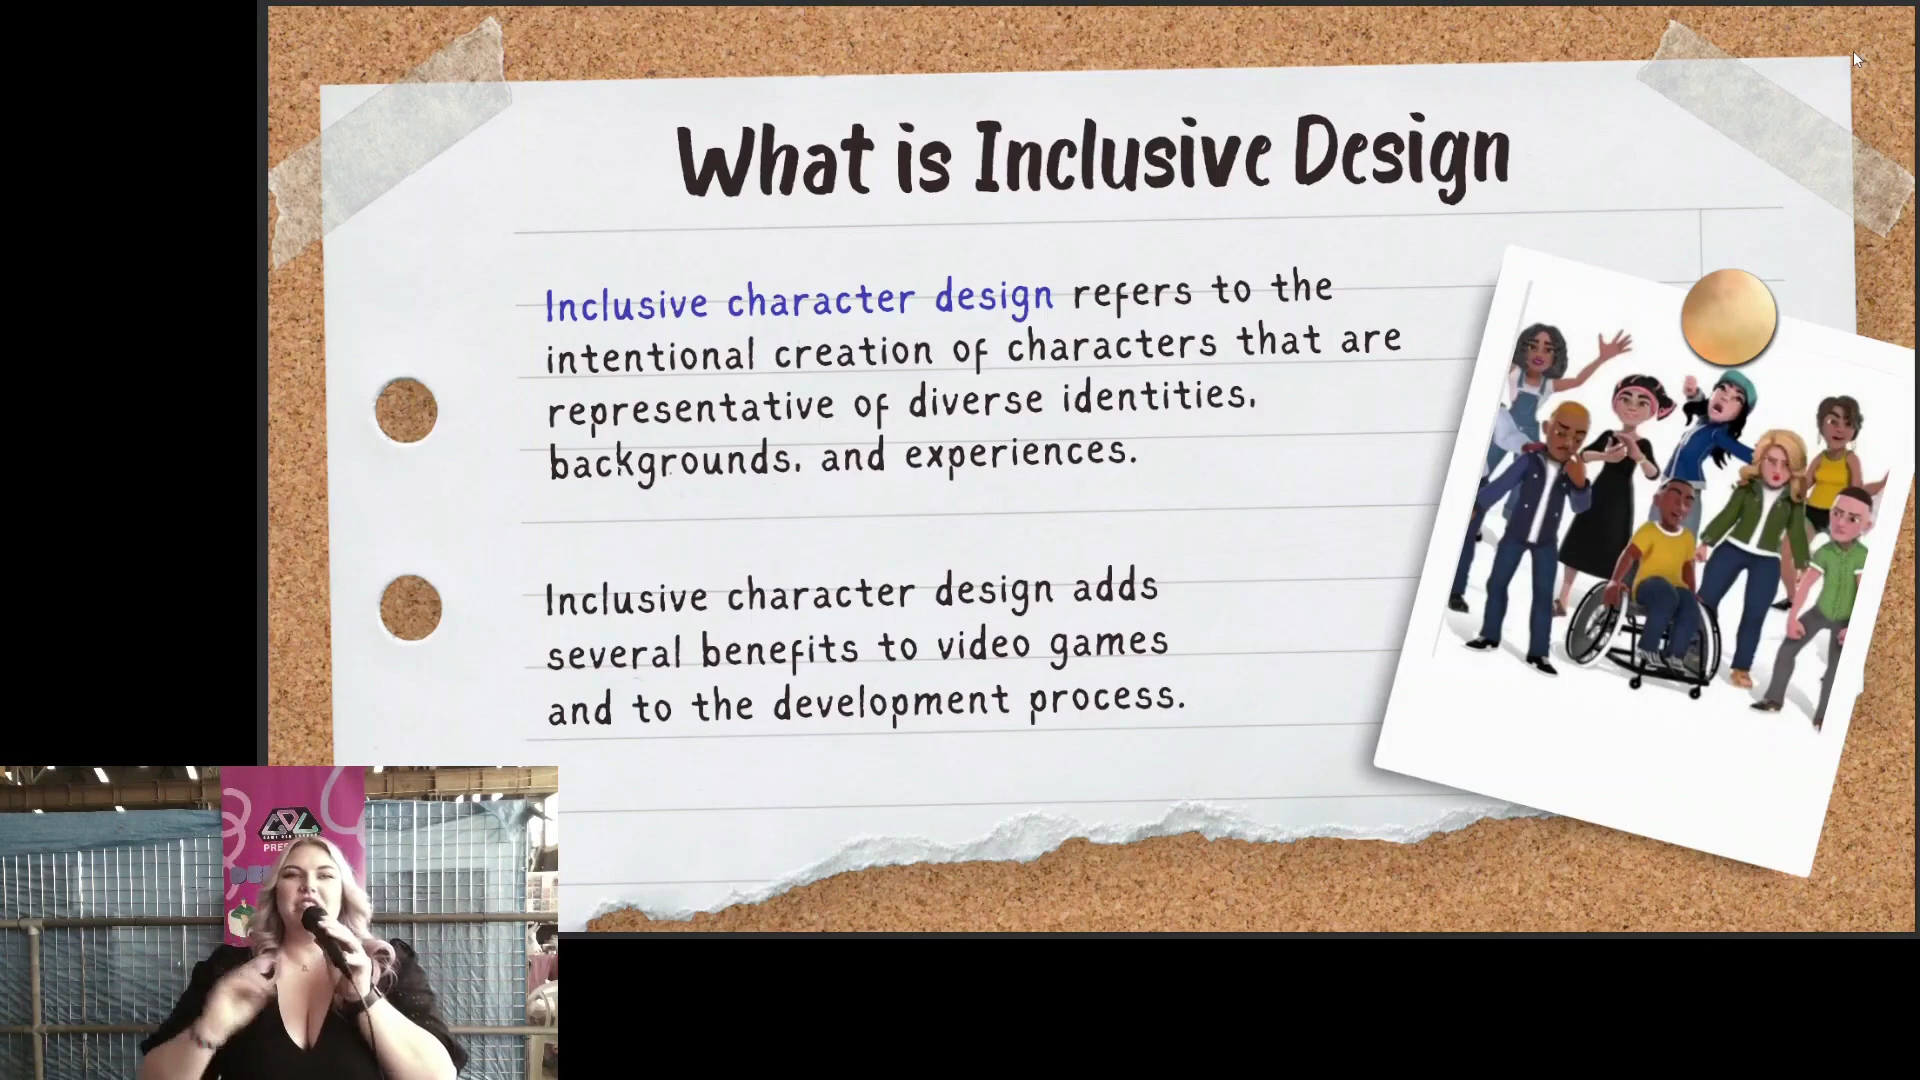 What is Inclusive Design
Inclusive character design refers to the
intentional creation of characters that are
representative of diverse identities,
backgrounds, and experiences.
Inclusive character design adds
several benefits to video games
and to the development process.